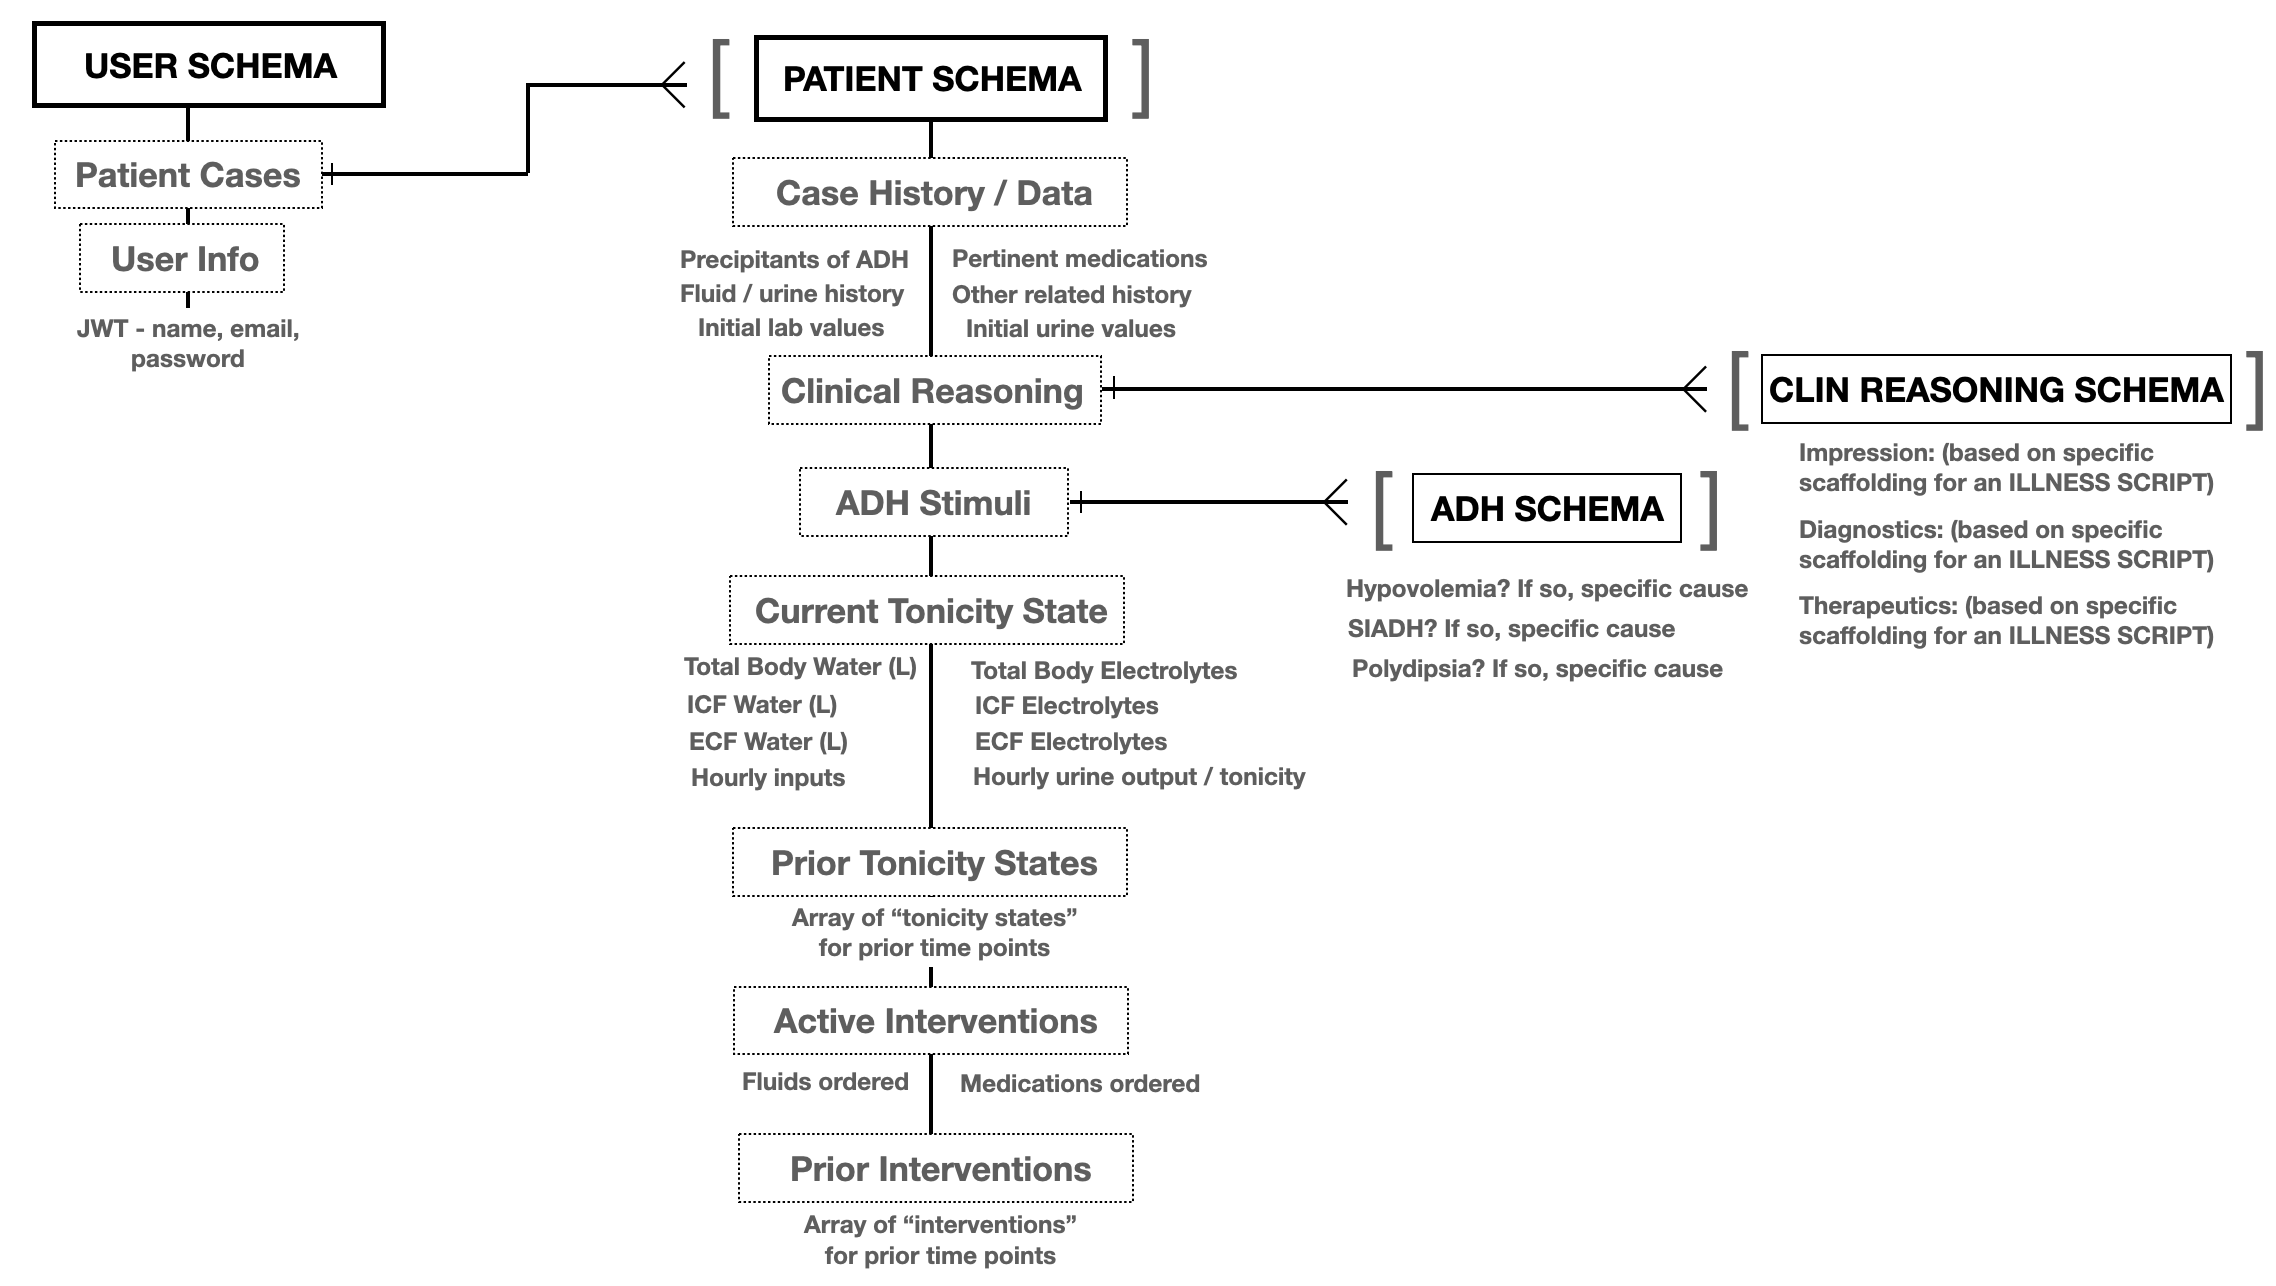 USER SCHEMA
Patient Cases
User Info
JWT - name, email,
password
[ PATIENT SCHEMA ]
Case History / Data
Precipitants of ADH
Pertinent medications
Fluid / urine history
Other related history
Initial lab values
Initial urine values
Clinical Reasoning
[ CLIN REASONING SCHEMA ]
Impression: (based on specific
scaffolding for an ILLNESS SCRIPT)
Diagnostics: (based on specific
scaffolding for an ILLNESS SCRIPT)
Therapeutics: (based on specific
scaffolding for an ILLNESS SCRIPT)
ADH Stimuli
[ ADH SCHEMA ]
Hypovolemia? If so, specific cause
SIADH? If so, specific cause
Polydipsia? If so, specific cause
Current Tonicity State
Total Body Water (L)
Total Body Electrolytes
ICF Water (L)
ICF Electrolytes
ECF Water (L)
ECF Electrolytes
Hourly inputs
Hourly urine output / tonicity
Prior Tonicity States
Array of “tonicity states”
for prior time points
Active Interventions
Fluids ordered
Medications ordered
Prior Interventions
Array of “interventions”
for prior time points